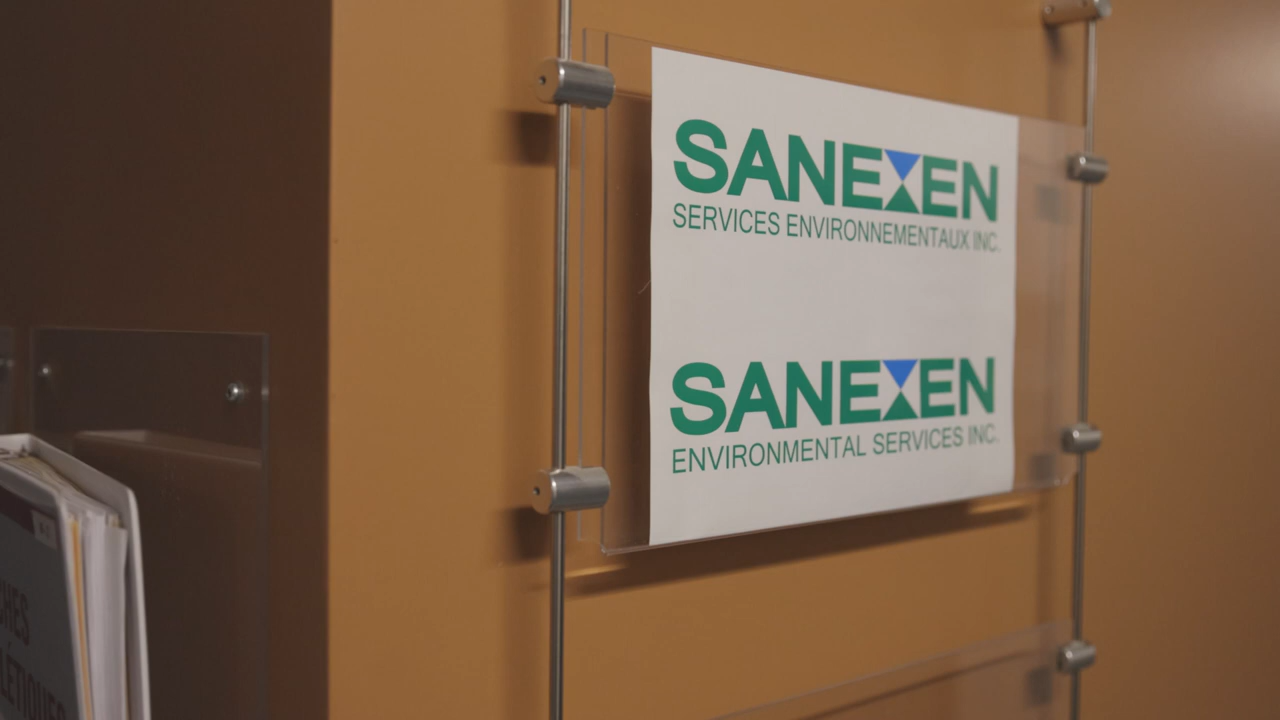 SANEXEN
SERVICES ENVIRONNEMENTAUX INC.
SANEXEN
ENVIRONMENTAL SERVICES INC.